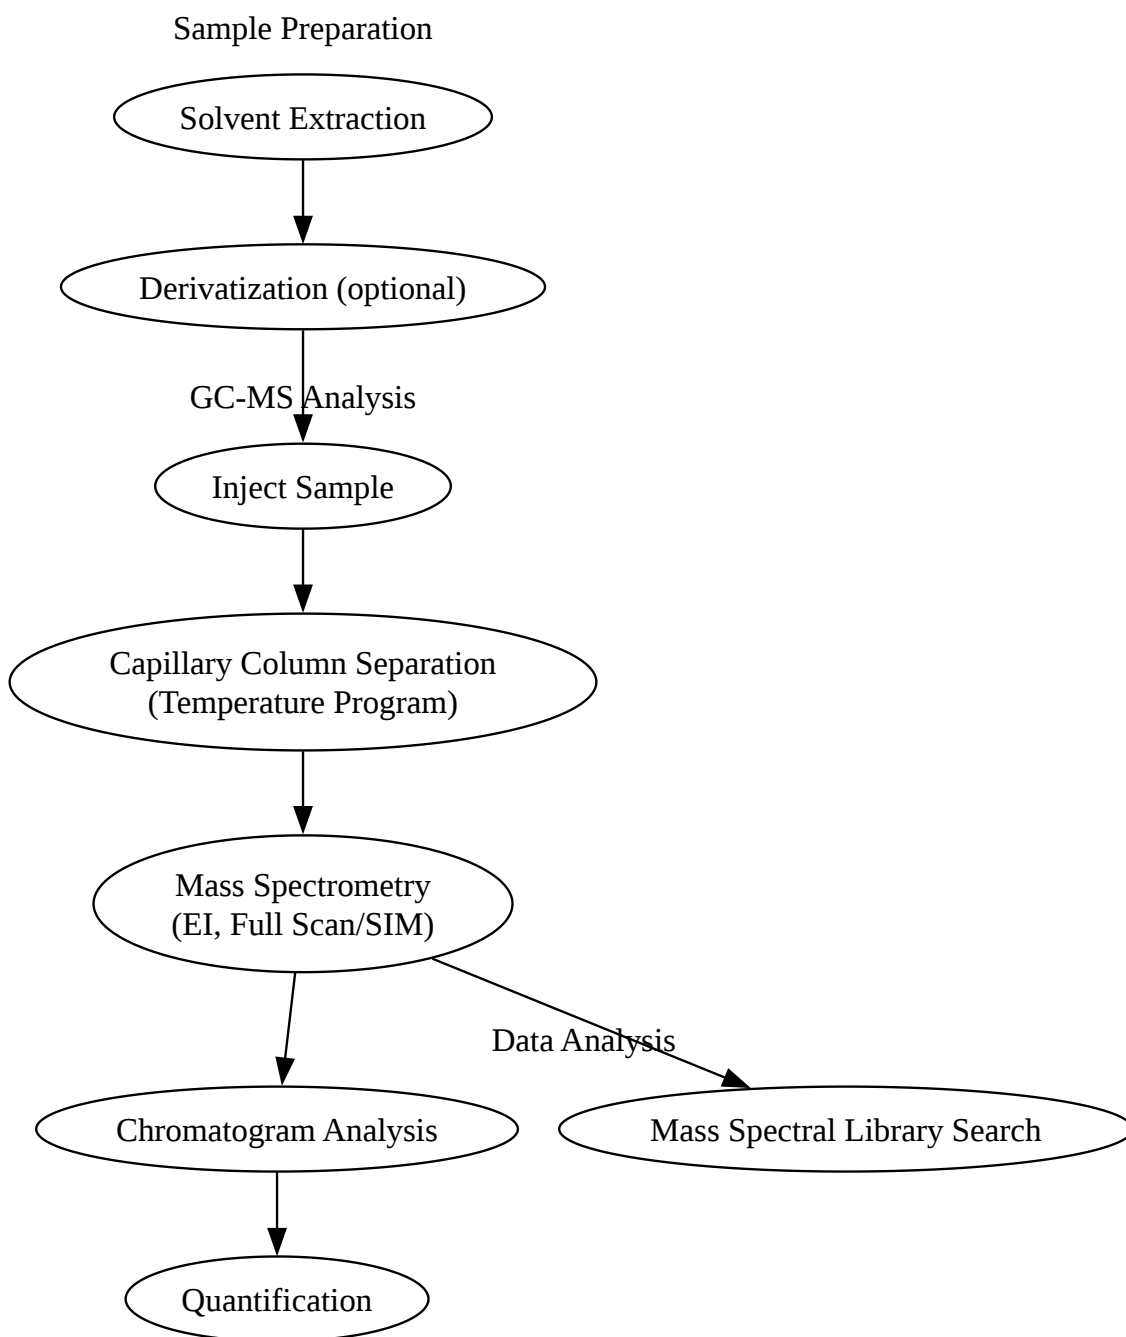 Sample Preparation
Solvent Extraction
Derivatization (optional)
GC-MS Analysis
Inject Sample
Capillary Column Separation
(Temperature Program)
Mass Spectrometry
(EI, Full Scan/SIM)
Data Analysis
Chromatogram Analysis
Mass Spectral Library Search
Quantification